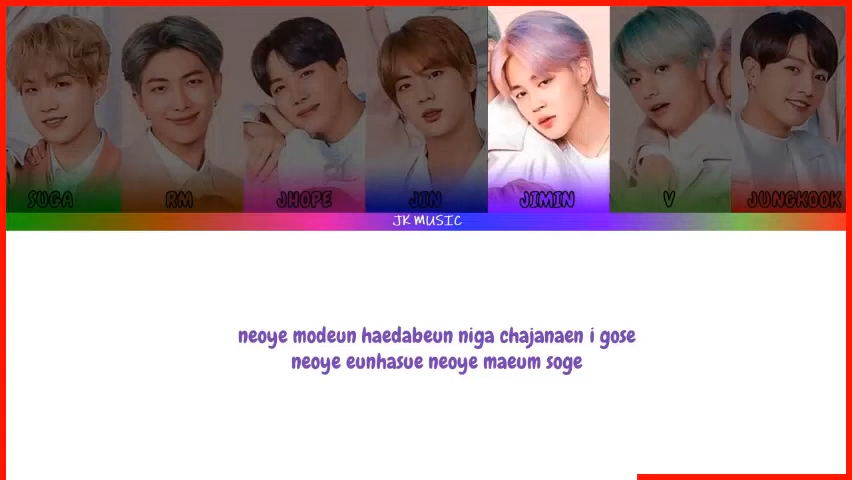 SUGA RM JHOPE JIN JIMIN V JUNGKOOK
JK MUSIC
neoye modeun haedabeun niga chajanaen i gose
neoye eunhasue neoye maeum soge